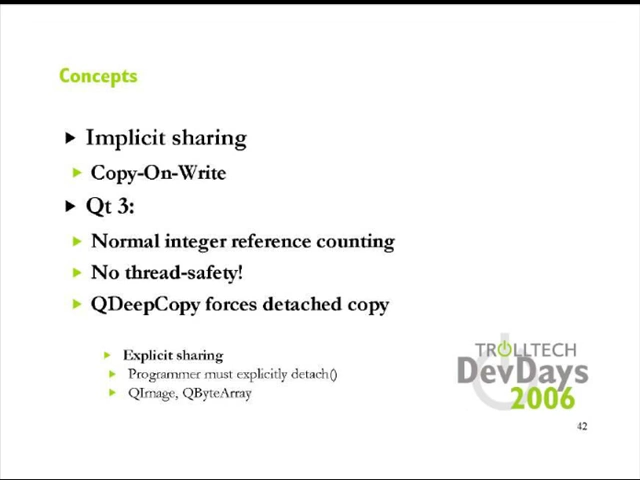 Concepts
Implicit sharing
Copy-On-Write
Qt 3:
Normal integer reference counting
No thread-safety!
QDeepCopy forces detached copy
Explicit sharing
Programmer must explicitly detach()
QImage, QByteArray
TROLLTECH
DevDays
2006
42